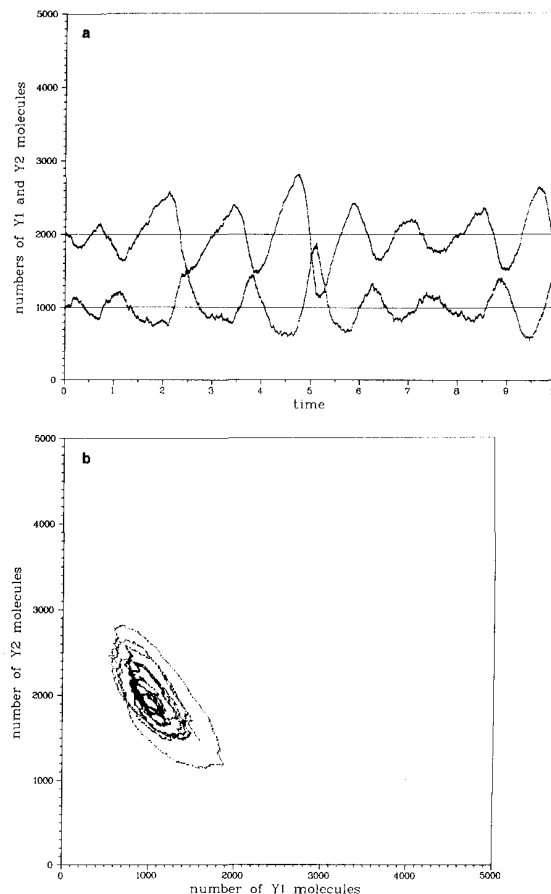 a
5000
4000
3000
2000
1000
0
numbers of Y1 and Y2 molecules
0 1 2 3 4 5 6 7 8 9
time
b
5000
4000
3000
2000
1000
0
number of Y2 molecules
0 1000 2000 3000 4000 5000
number of Y1 molecules